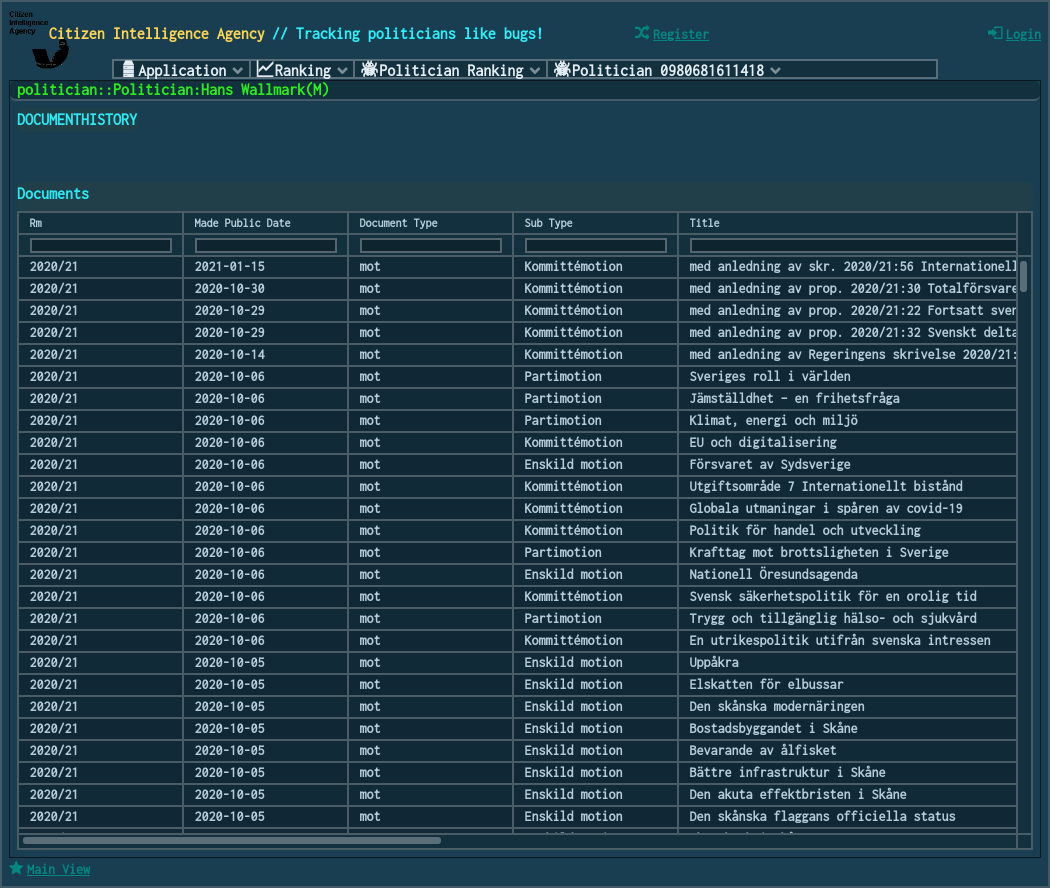 Citizen
Intelligence
Agency
Citizen Intelligence Agency // Tracking politicians like bugs!
Register
Login
Application
Ranking
Politician Ranking
Politician 0980681611418
politician::Politician:Hans Wallmark(M)
DOCUMENTHISTORY
Documents
Rm Made Public Date Document Type Sub Type Title
2020/21 2021-01-15 mot Kommittémotion med anledning av skr. 2020/21:56 Internationell
2020/21 2020-10-30 mot Kommittémotion med anledning av prop. 2020/21:30 Totalförsvare
2020/21 2020-10-29 mot Kommittémotion med anledning av prop. 2020/21:22 Fortsatt sven
2020/21 2020-10-29 mot Kommittémotion med anledning av prop. 2020/21:32 Svenskt delta
2020/21 2020-10-14 mot Kommittémotion med anledning av Regeringens skrivelse 2020/21:
2020/21 2020-10-06 mot Partimotion Sveriges roll i världen
2020/21 2020-10-06 mot Partimotion Jämställdhet – en frihetsfråga
2020/21 2020-10-06 mot Partimotion Klimat, energi och miljö
2020/21 2020-10-06 mot Kommittémotion EU och digitalisering
2020/21 2020-10-06 mot Enskild motion Försvaret av Sydsverige
2020/21 2020-10-06 mot Kommittémotion Utgiftsområde 7 Internationellt bistånd
2020/21 2020-10-06 mot Kommittémotion Globala utmaningar i spåren av covid-19
2020/21 2020-10-06 mot Kommittémotion Politik för handel och utveckling
2020/21 2020-10-06 mot Partimotion Krafttag mot brottsligheten i Sverige
2020/21 2020-10-06 mot Enskild motion Nationell Öresundsagenda
2020/21 2020-10-06 mot Kommittémotion Svensk säkerhetspolitik för en orolig tid
2020/21 2020-10-06 mot Partimotion Trygg och tillgänglig hälso- och sjukvård
2020/21 2020-10-06 mot Kommittémotion En utrikespolitik utifrån svenska intressen
2020/21 2020-10-05 mot Enskild motion Uppåkra
2020/21 2020-10-05 mot Enskild motion Elskatten för elbussar
2020/21 2020-10-05 mot Enskild motion Den skånska modernäringen
2020/21 2020-10-05 mot Enskild motion Bostadsbyggandet i Skåne
2020/21 2020-10-05 mot Enskild motion Bevarande av ålfisket
2020/21 2020-10-05 mot Enskild motion Bättre infrastruktur i Skåne
2020/21 2020-10-05 mot Enskild motion Den akuta effektbristen i Skåne
2020/21 2020-10-05 mot Enskild motion Den skånska flaggans officiella status
Main View